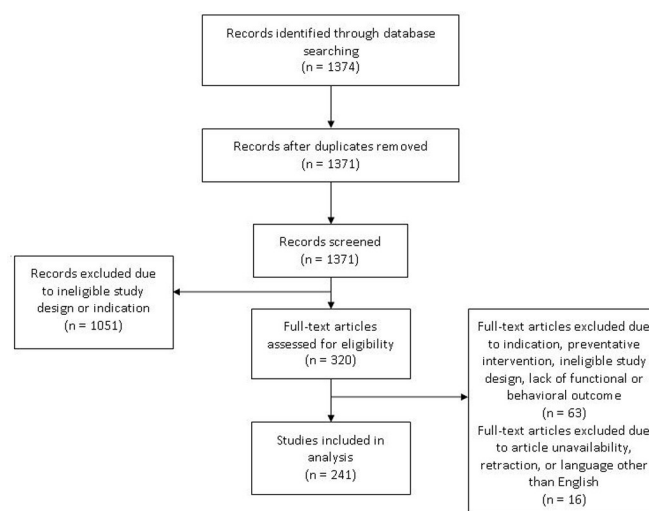 Records identified through database
searching
(n = 1374)
Records after duplicates removed
(n = 1371)
Records screened
(n = 1371)
Records excluded due
to ineligible study
design or indication
(n = 1051)
Full-text articles
assessed for eligibility
(n = 320)
Full-text articles excluded due
to indication, preventative
intervention, ineligible study
design, lack of functional or
behavioral outcome
(n = 63)
Full-text articles excluded due
to article unavailability,
retraction, or language other
than English
(n = 16)
Studies included in
analysis
(n = 241)